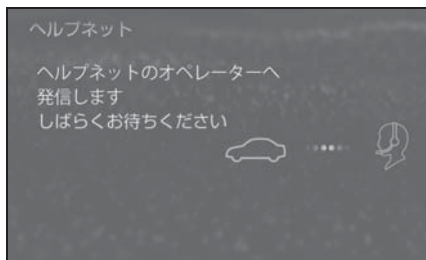 ヘルプネット
ヘルプネットのオペレーターへ
発信します
しばらくお待ちください